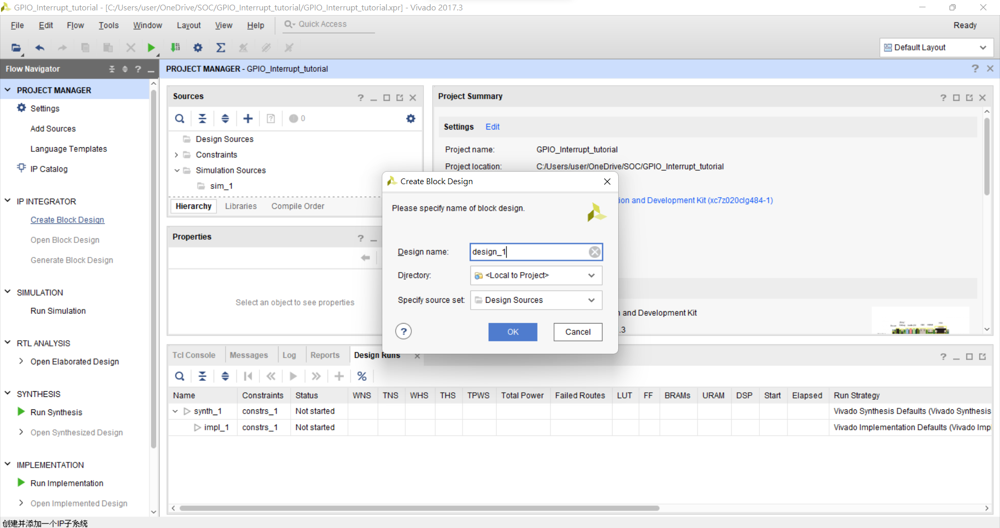 GPIO_Interrupt_tutorial - [C:/Users/user/OneDrive/SOC/GPIO_Interrupt_tutorial/GPIO_Interrupt_tutorial.xpr] - Vivado 2017.3
File Edit Flow Tools Window Layout View Help Quick Access Ready
Default Layout
Flow Navigator
PROJECT MANAGER
Settings
Add Sources
Language Templates
IP Catalog
IP INTEGRATOR
Create Block Design
Open Block Design
Generate Block Design
SIMULATION
Run Simulation
RTL ANALYSIS
Open Elaborated Design
SYNTHESIS
Run Synthesis
Open Synthesized Design
IMPLEMENTATION
Run Implementation
Open Implemented Design
PROJECT MANAGER - GPIO_Interrupt_tutorial
Sources
0
Design Sources
Constraints
Simulation Sources
sim_1
Hierarchy Libraries Compile Order
Properties
Select an object to see properties
Project Summary
Settings Edit
Project name: GPIO_Interrupt_tutorial
Project location: C:/Users/user/OneDrive/SOC/GPIO_Interrupt_tutorial
ion and Development Kit (xc7z020clg484-1)
and Development Kit
.3
Create Block Design
Please specify name of block design.
Design name: design_1
Directory: <Local to Project>
Specify source set: Design Sources
? OK Cancel
Tcl Console Messages Log Reports Design Runs
Name Constraints Status WNS TNS WHS THS TPWS Total Power Failed Routes LUT FF BRAMs URAM DSP Start Elapsed Run Strategy
synth_1 constrs_1 Not started Vivado Synthesis Defaults (Vivado Synthesis
impl_1 constrs_1 Not started Vivado Implementation Defaults (Vivado Imp
创建并添加一个IP子系统